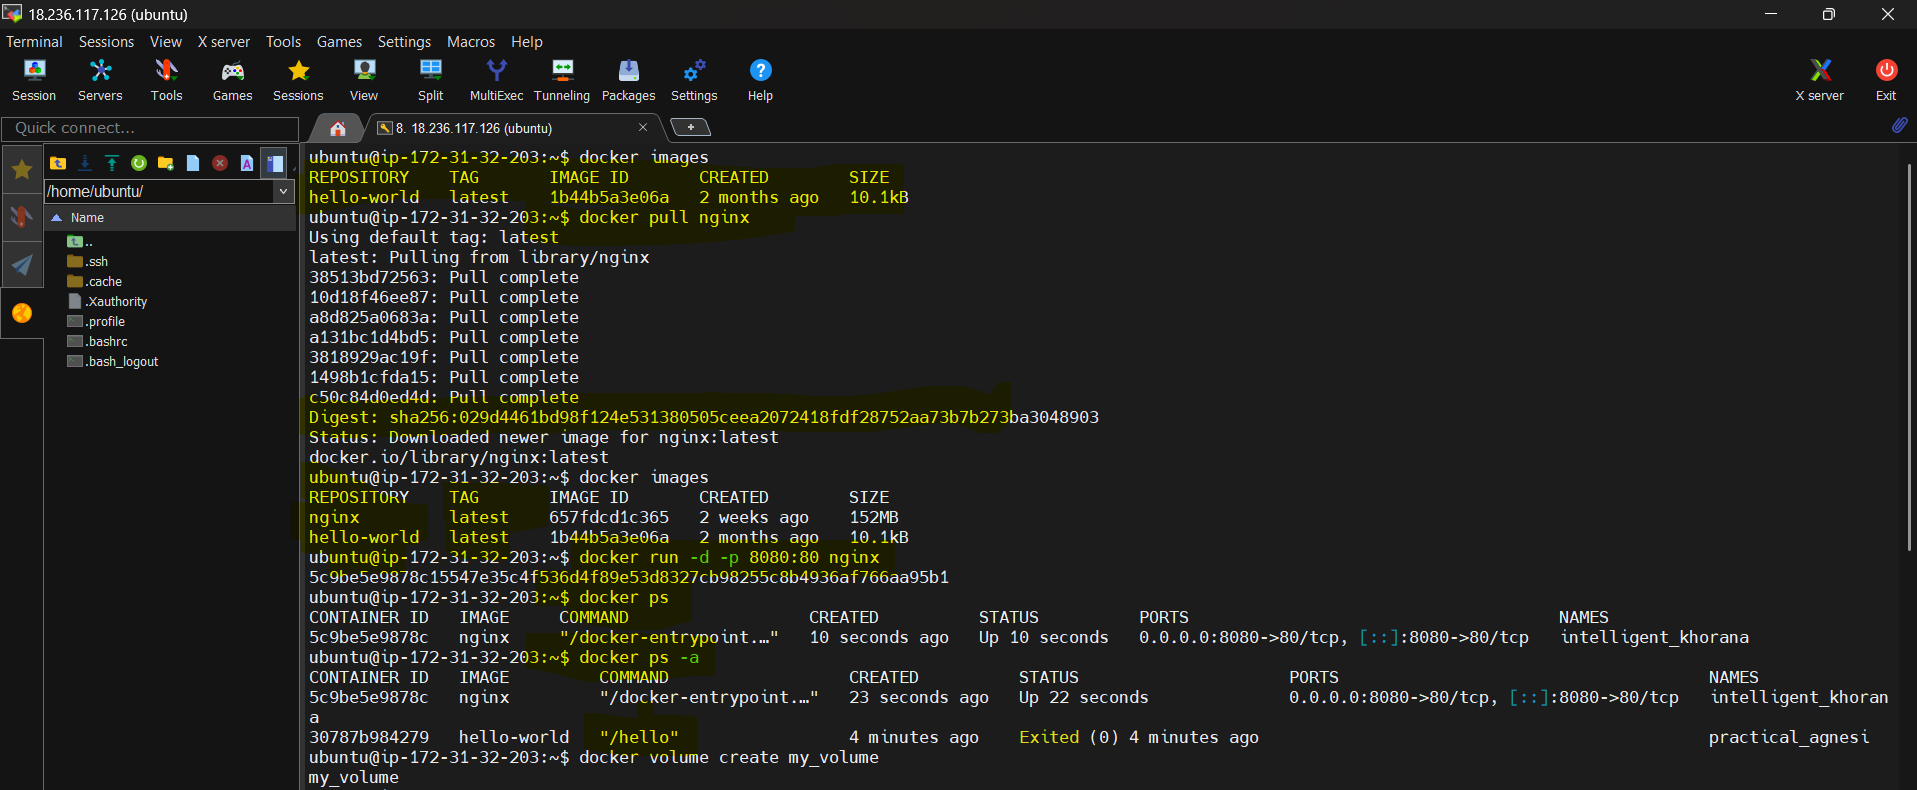 18.236.117.126 (ubuntu)
Terminal Sessions View X server Tools Games Settings Macros Help
Session Servers Tools Games Sessions View Split MultiExec Tunneling Packages Settings Help X server Exit
Quick connect...
8. 18.236.117.126 (ubuntu)
/home/ubuntu/
Name
..
.ssh
.cache
.Xauthority
.profile
.bashrc
.bash_logout
ubuntu@ip-172-31-32-203:~$ docker images
REPOSITORY TAG IMAGE ID CREATED SIZE
hello-world latest 1b44b5a3e06a 2 months ago 10.1kB
ubuntu@ip-172-31-32-203:~$ docker pull nginx
Using default tag: latest
latest: Pulling from library/nginx
38513bd72563: Pull complete
10d18f46ee87: Pull complete
a8d825a0683a: Pull complete
a131bc1d4bd5: Pull complete
3818929ac19f: Pull complete
1498b1cfda15: Pull complete
c50c84d0ed4d: Pull complete
Digest: sha256:029d4461bd98f124e531380505ceea2072418fdf28752aa73b7b273ba3048903
Status: Downloaded newer image for nginx:latest
docker.io/library/nginx:latest
ubuntu@ip-172-31-32-203:~$ docker images
REPOSITORY TAG IMAGE ID CREATED SIZE
nginx latest 657fdcd1c365 2 weeks ago 152MB
hello-world latest 1b44b5a3e06a 2 months ago 10.1kB
ubuntu@ip-172-31-32-203:~$ docker run -d -p 8080:80 nginx
5c9be5e9878c15547e35c4f536d4f89e53d8327cb98255c8b4936af766aa95b1
ubuntu@ip-172-31-32-203:~$ docker ps
CONTAINER ID IMAGE COMMAND CREATED STATUS PORTS NAMES
5c9be5e9878c nginx "/docker-entrypoint.…" 10 seconds ago Up 10 seconds 0.0.0.0:8080->80/tcp, [::]:8080->80/tcp intelligent_khorana
ubuntu@ip-172-31-32-203:~$ docker ps -a
CONTAINER ID IMAGE COMMAND CREATED STATUS PORTS NAMES
5c9be5e9878c nginx "/docker-entrypoint.…" 23 seconds ago Up 22 seconds 0.0.0.0:8080->80/tcp, [::]:8080->80/tcp intelligent_khoran
a
30787b984279 hello-world "/hello" 4 minutes ago Exited (0) 4 minutes ago practical_agnesi
ubuntu@ip-172-31-32-203:~$ docker volume create my_volume
my_volume